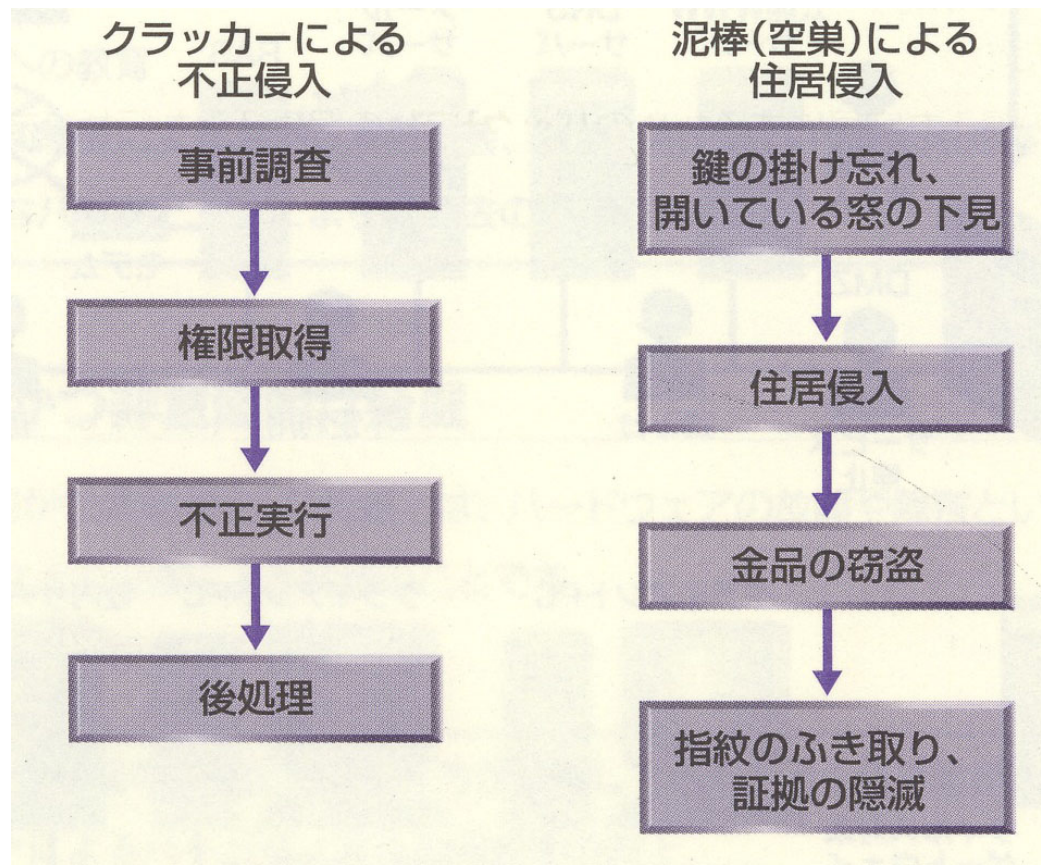 クラッカーによる
不正侵入
事前調査
権限取得
不正実行
後処理
泥棒(空巣)による
住居侵入
鍵の掛け忘れ、
開いている窓の下見
住居侵入
金品の窃盗
指紋のふき取り、
証拠の隠滅